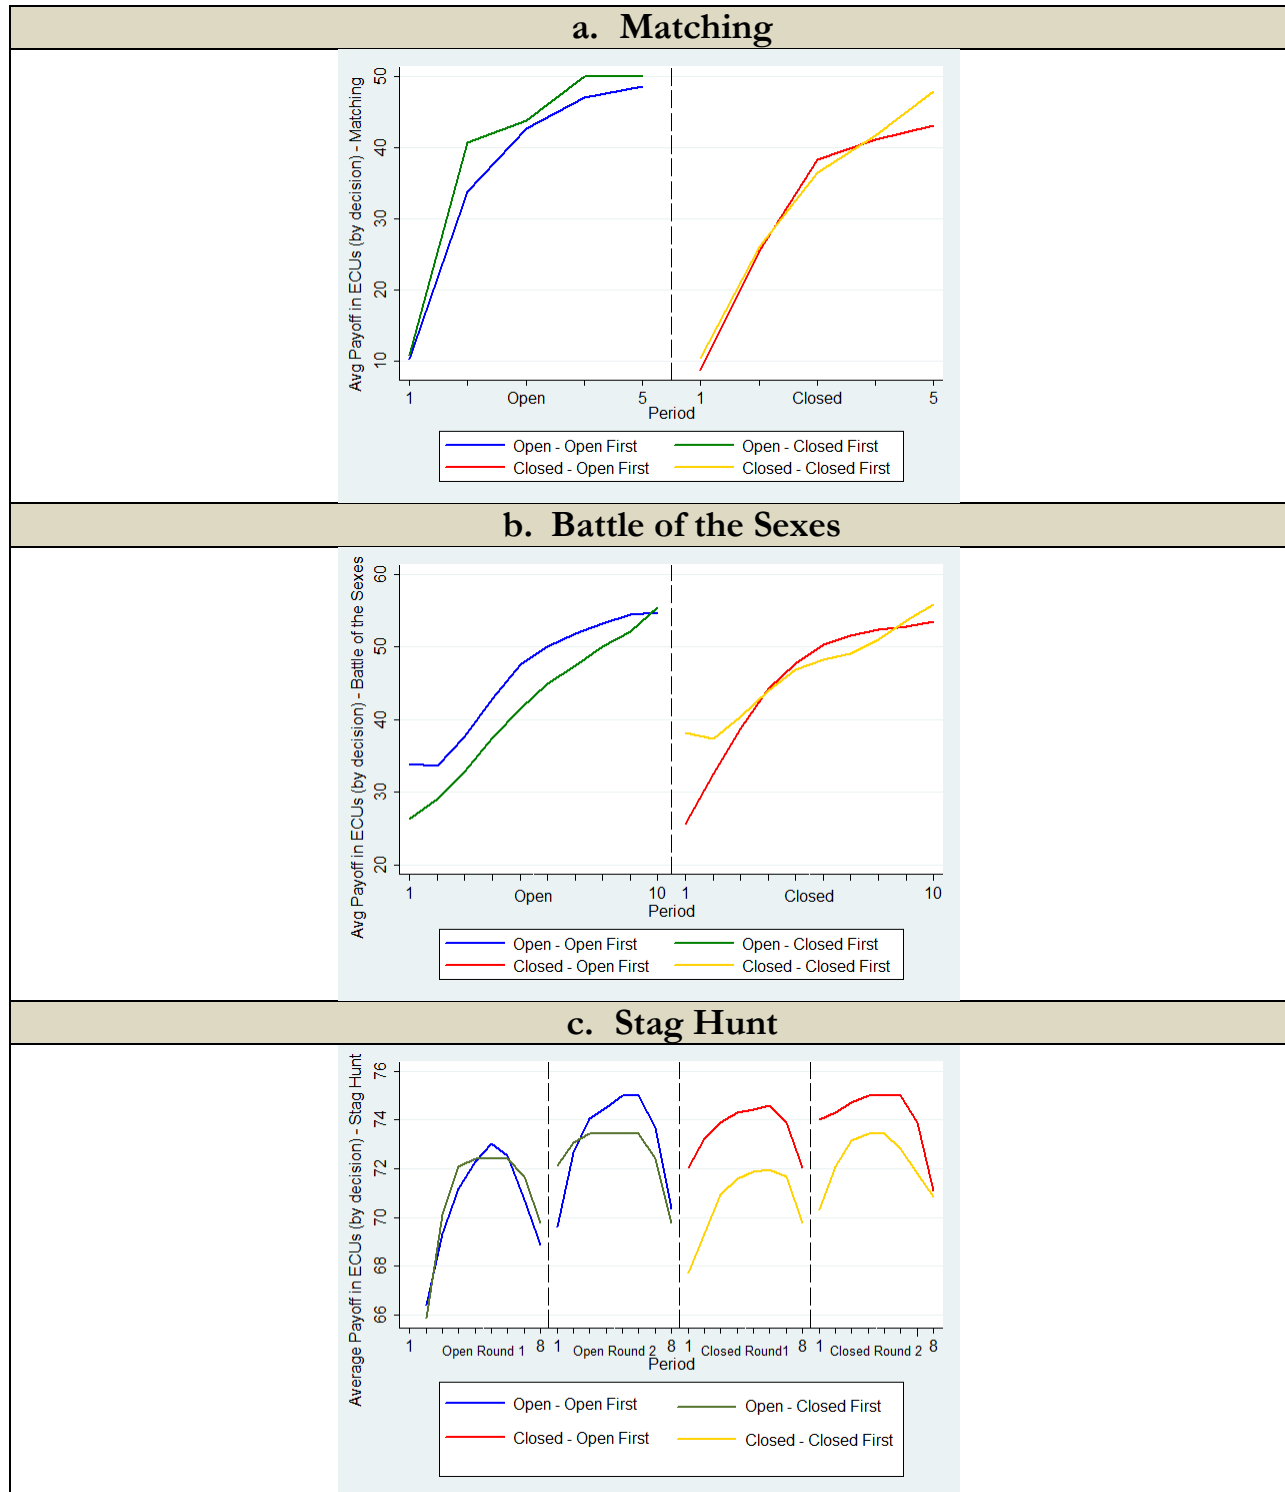 a. Matching
Avg Payoff in ECUs (by decision) - Matching
50
40
30
20
10
1 Open 5 1 Closed 5
Period
Open - Open First Open - Closed First
Closed - Open First Closed - Closed First
b. Battle of the Sexes
Avg Payoff in ECUs (by decision) - Battle of the Sexes
60
50
40
30
20
1 Open 10 1 Closed 10
Period
Open - Open First Open - Closed First
Closed - Open First Closed - Closed First
c. Stag Hunt
Average Payoff in ECUs (by decision) - Stag Hunt
76
74
72
70
68
66
1 Open Round 1 8 1 Open Round 2 8 1 Closed Round1 8 1 Closed Round 2 8
Period
Open - Open First Open - Closed First
Closed - Open First Closed - Closed First